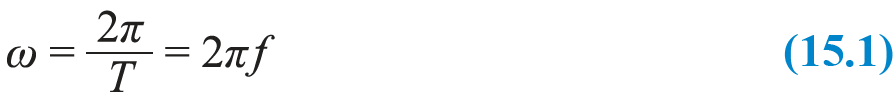 ω = 2π/T = 2πf (15.1)